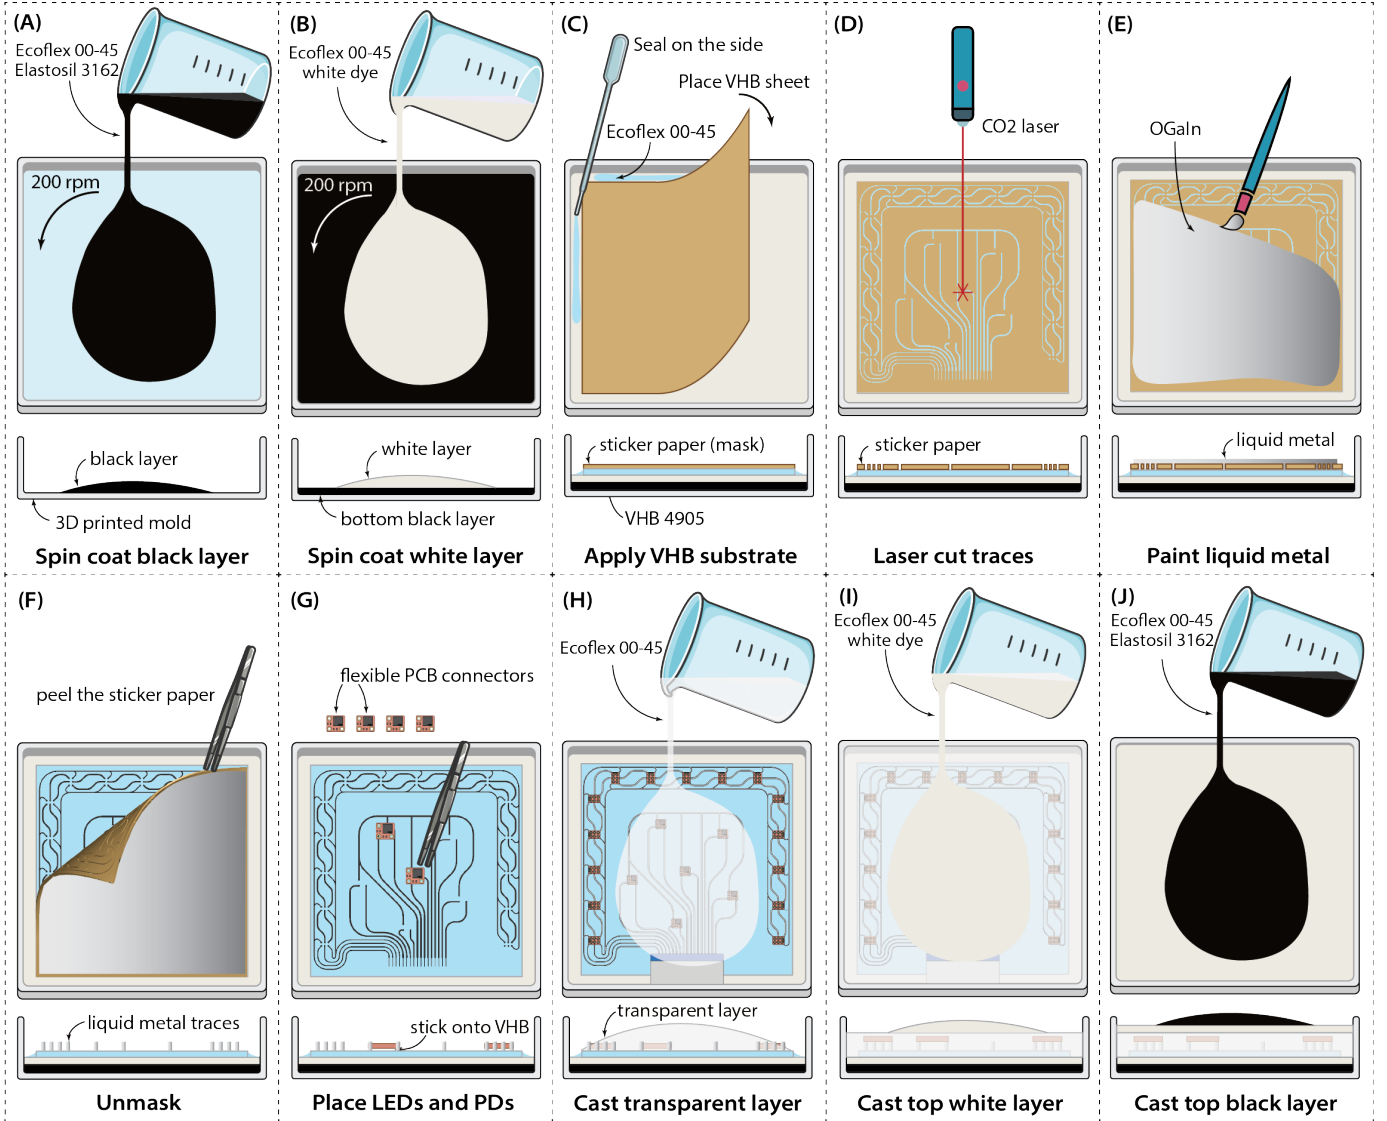 (A)
Ecoflex 00-45
Elastosil 3162
200 rpm
black layer
3D printed mold
Spin coat black layer
(B)
Ecoflex 00-45
white dye
200 rpm
white layer
bottom black layer
Spin coat white layer
(C)
Seal on the side
Place VHB sheet
Ecoflex 00-45
sticker paper (mask)
VHB 4905
Apply VHB substrate
(D)
CO2 laser
sticker paper
Laser cut traces
(E)
OGaIn
liquid metal
Paint liquid metal
(F)
peel the sticker paper
liquid metal traces
Unmask
(G)
flexible PCB connectors
stick onto VHB
Place LEDs and PDs
(H)
Ecoflex 00-45
transparent layer
Cast transparent layer
(I)
Ecoflex 00-45
white dye
Cast top white layer
(J)
Ecoflex 00-45
Elastosil 3162
Cast top black layer